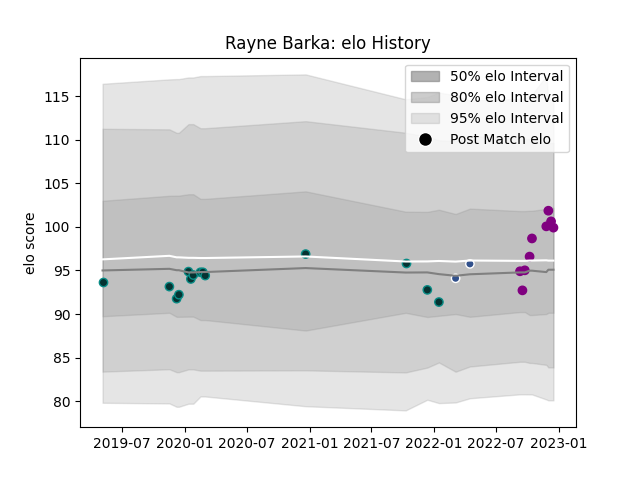 Rayne Barka: elo History
50% elo Interval
80% elo Interval
95% elo Interval
Post Match elo
elo score
115
110
105
100
95
90
85
80
2019-07 2020-01 2020-07 2021-01 2021-07 2022-01 2022-07 2023-01